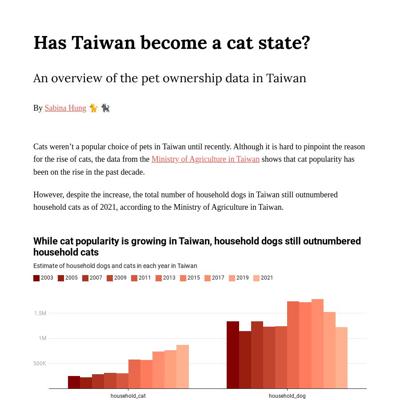 Has Taiwan become a cat state?
An overview of the pet ownership data in Taiwan
By Sabina Hung 🐈 🐈‍⬛
Cats weren’t a popular choice of pets in Taiwan until recently. Although it is hard to pinpoint the reason
for the rise of cats, the data from the Ministry of Agriculture in Taiwan shows that cat popularity has
been on the rise in the past decade.
However, despite the increase, the total number of household dogs in Taiwan still outnumbered
household cats as of 2021, according to the Ministry of Agriculture in Taiwan.
While cat popularity is growing in Taiwan, household dogs still outnumbered
household cats
Estimate of household dogs and cats in each year in Taiwan
2003 2005 2007 2009 2011 2013 2015 2017 2019 2021
1.5M
1M
500K
household_cat household_dog